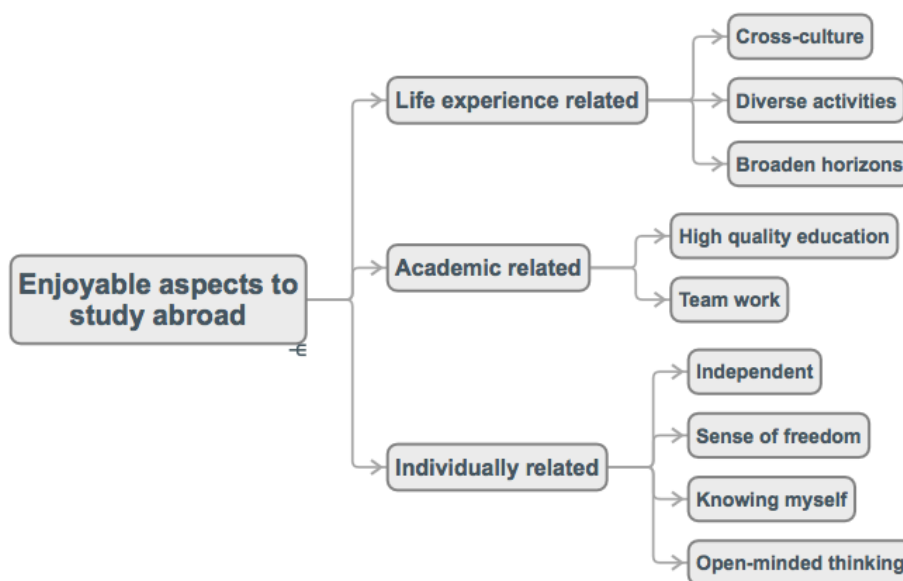 Enjoyable aspects to
study abroad
Life experience related
Cross-culture
Diverse activities
Broaden horizons
Academic related
High quality education
Team work
Individually related
Independent
Sense of freedom
Knowing myself
Open-minded thinking